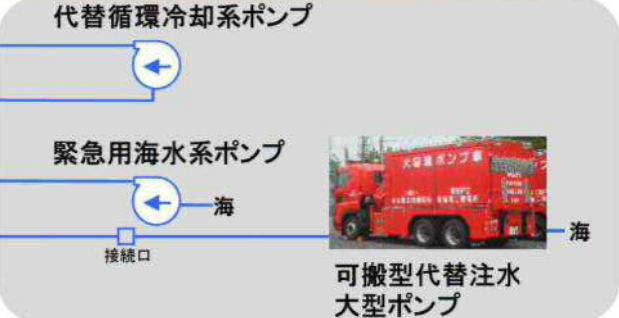 代替循環冷却系ポンプ
緊急用海水系ポンプ
海
接続口
大容量ポンプ車
海
可搬型代替注水
大型ポンプ